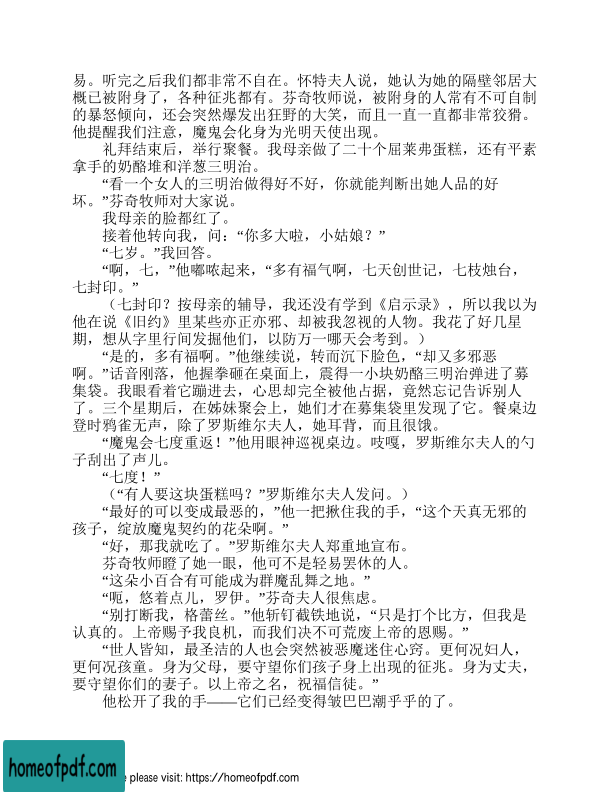 易。听完之后我们都非常不自在。怀特夫人说，她认为她的隔壁邻居大
概已被附身了，各种征兆都有。芬奇牧师说，被附身的人常有不可自制
的暴怒倾向，还会突然爆发出狂野的大笑，而且一直一直都非常狡猾。
他提醒我们注意，魔鬼会化身为光明天使出现。
礼拜结束后，举行聚餐。我母亲做了二十个屈莱弗蛋糕，还有平素
拿手的奶酪堆和洋葱三明治。
“看一个女人的三明治做得好不好，你就能判断出她人品的好
坏。”芬奇牧师对大家说。
我母亲的脸都红了。
接着他转向我，问：“你多大啦，小姑娘？”
“七岁。”我回答。
“啊，七，”他嘟哝起来，“多有福气啊，七天创世记，七枝烛台，
七封印。”
（七封印？按母亲的辅导，我还没有学到《启示录》，所以我以为
他在说《旧约》里某些亦正亦邪、却被我忽视的人物。我花了好几星
期，想从字里行间发掘他们，以防万一哪天会考到。）
“是的，多有福啊。”他继续说，转而沉下脸色，“却又多邪恶
啊。”话音刚落，他握拳砸在桌面上，震得一小块奶酪三明治弹进了募
集袋。我眼看着它蹦进去，心思却完全被他占据，竟然忘记告诉别人
了。三个星期后，在姊妹聚会上，她们才在募集袋里发现了它。餐桌边
登时鸦雀无声，除了罗斯维尔夫人，她耳背，而且很饿。
“魔鬼会七度重返！”他用眼神巡视桌边。吱嘎，罗斯维尔夫人的勺
子刮出了声儿。
“七度！”
（“有人要这块蛋糕吗？”罗斯维尔夫人发问。）
“最好的可以变成最恶的，”他一把揪住我的手，“这个天真无邪的
孩子，绽放魔鬼契约的花朵啊。”
“好，那我就吃了。”罗斯维尔夫人郑重地宣布。
芬奇牧师瞪了她一眼，他可不是轻易罢休的人。
“这朵小百合有可能成为群魔乱舞之地。”
“呃，悠着点儿，罗伊。”芬奇夫人很焦虑。
“别打断我，格蕾丝。”他斩钉截铁地说，“只是打个比方，但我是
认真的。上帝赐予我良机，而我们决不可荒废上帝的恩赐。”
“世人皆知，最圣洁的人也会突然被恶魔迷住心窍。更何况妇人，
更何况孩童。身为父母，要守望你们孩子身上出现的征兆。身为丈夫，
要守望你们的妻子。以上帝之名，祝福信徒。”
他松开了我的手——它们已经变得皱巴巴潮乎乎的了。
homeofpdf.com
e please visit: https://homeofpdf.com